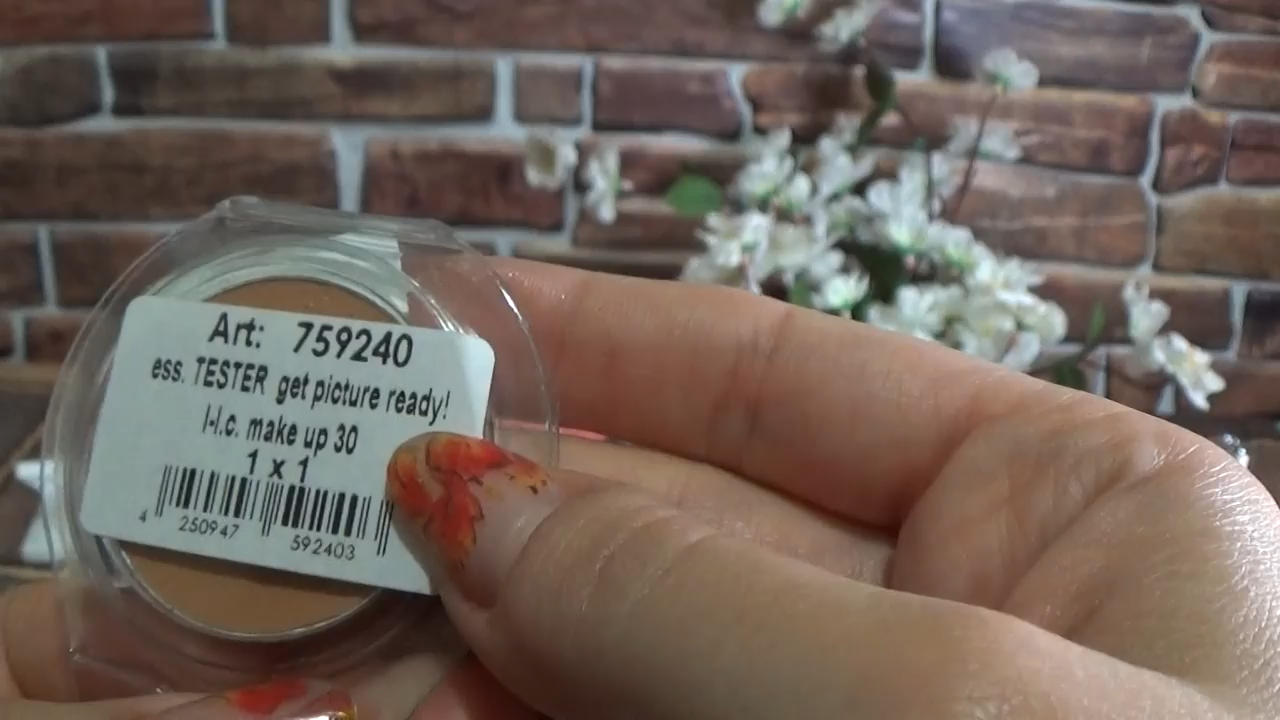 Art: 759240
ess. TESTER get picture ready!
l-l.c. make up 30
1 x 1
4 250947 592403